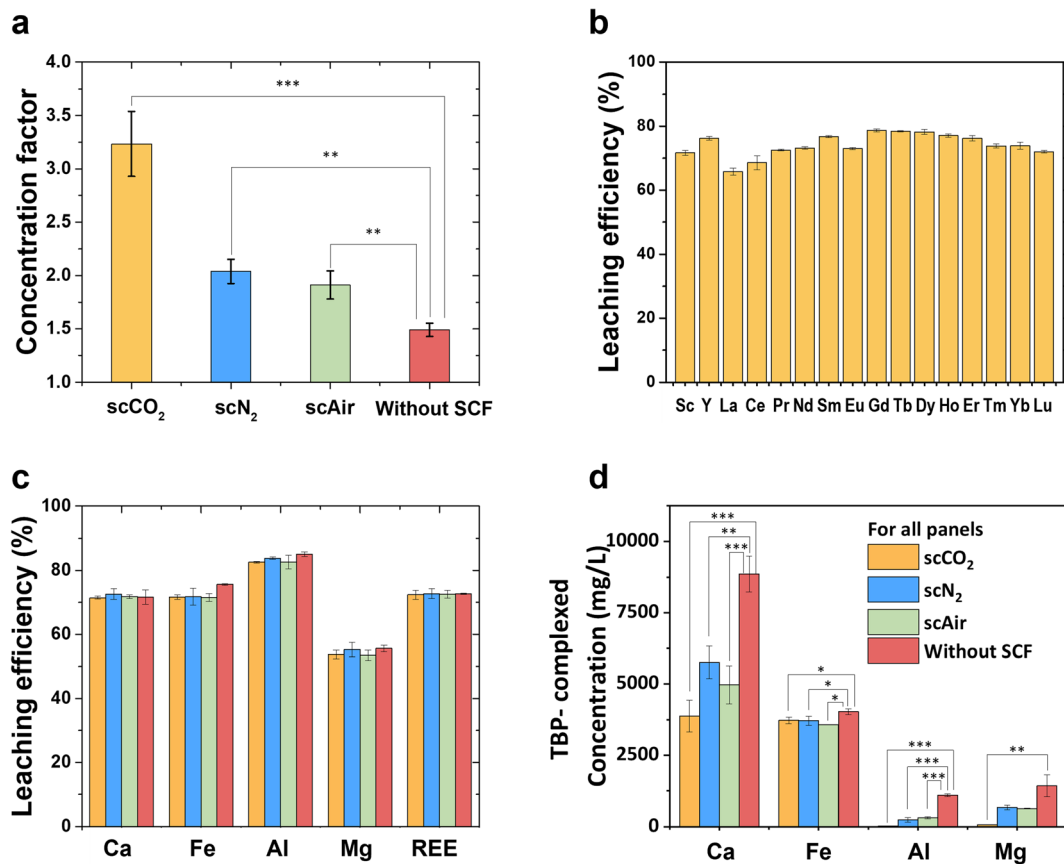 a
Concentration factor
4.0
3.5
3.0
2.5
2.0
1.5
1.0
***
**
**
scCO₂ scN₂ scAir Without SCF
b
Leaching efficiency (%)
100
80
60
40
20
0
Sc Y La Ce Pr Nd Sm Eu Gd Tb Dy Ho Er Tm Yb Lu
c
Leaching efficiency (%)
100
80
60
40
20
0
Ca Fe Al Mg REE
d
TBP- complexed
Concentration (mg/L)
10000
7500
5000
2500
0
***
**
***
For all panels
scCO₂
scN₂
scAir
Without SCF
*
*
*
***
***
***
**
Ca Fe Al Mg